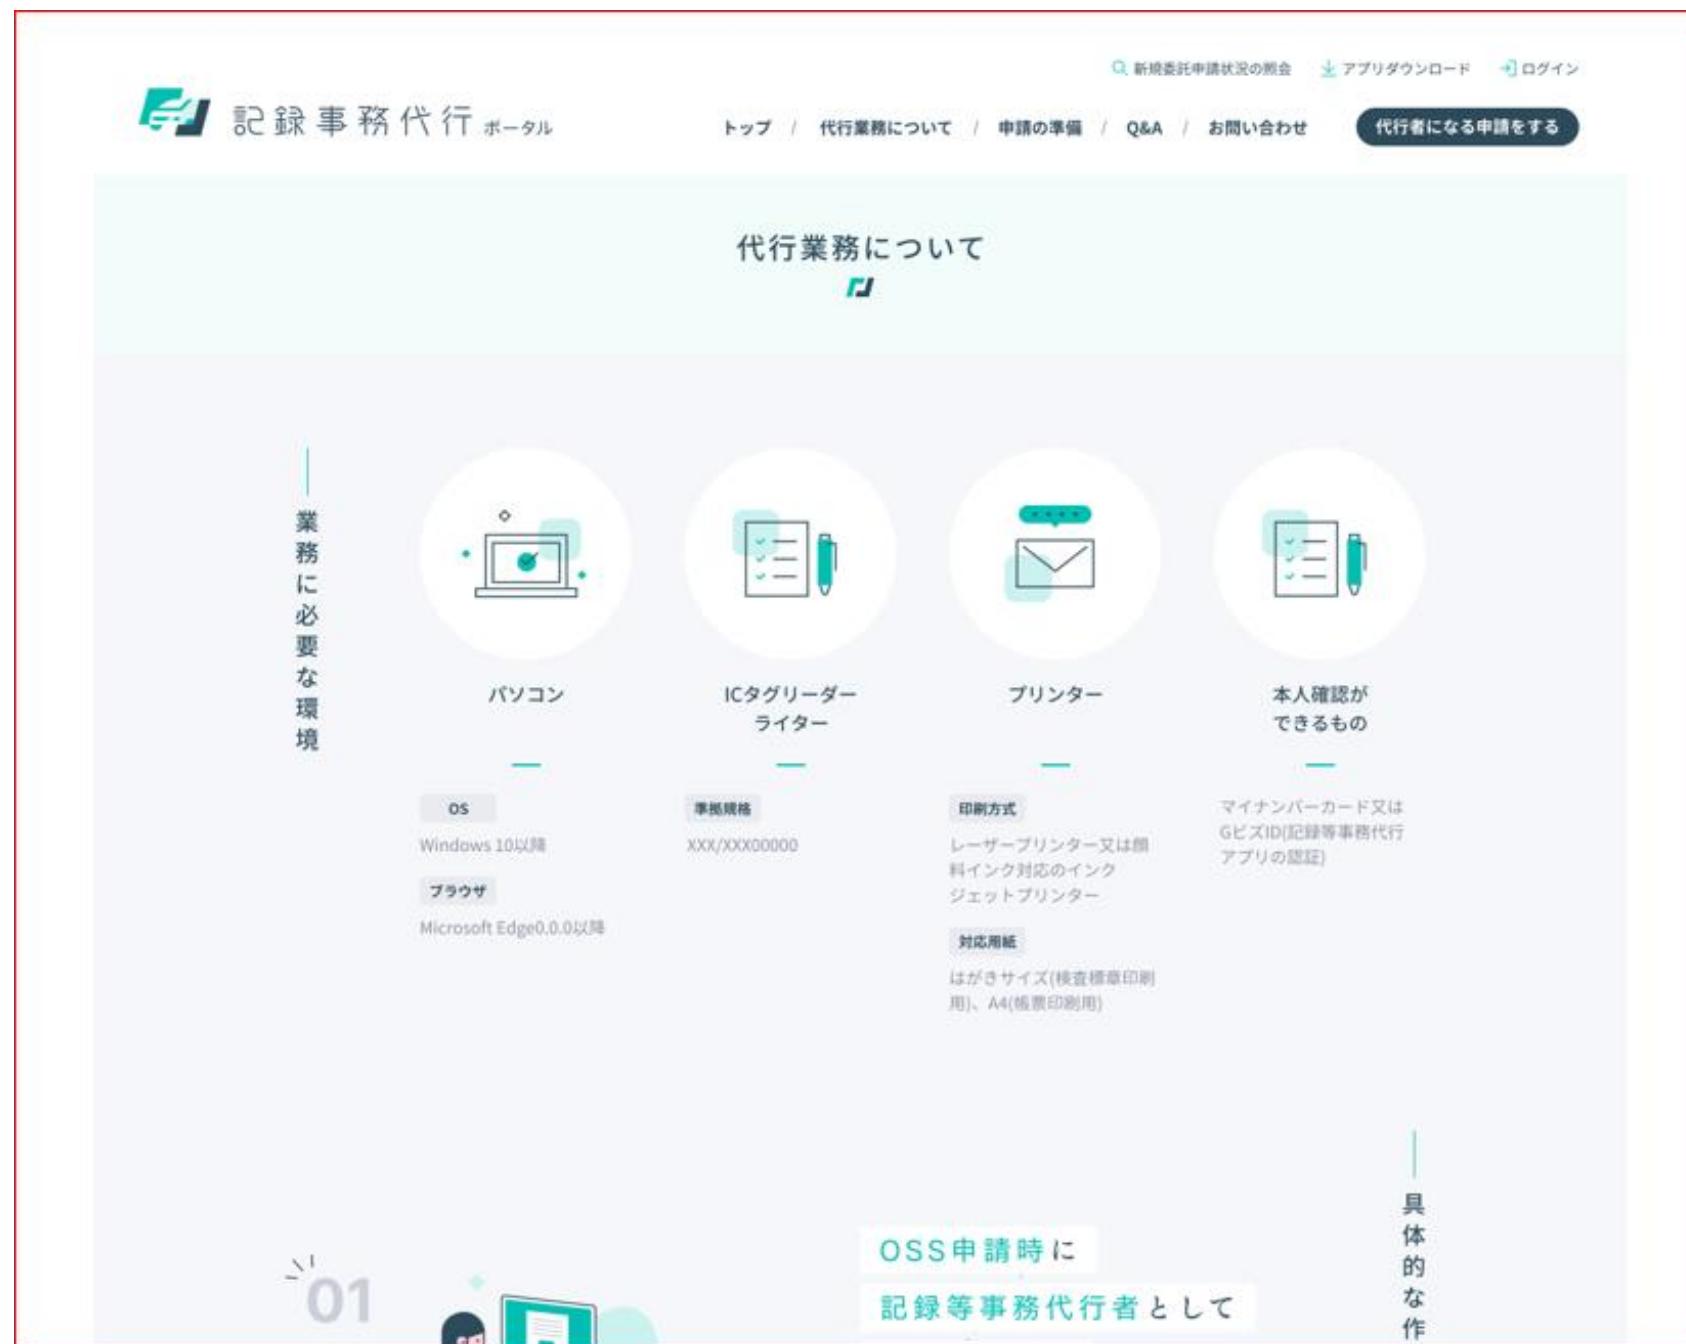 新規委託申請状況の照会
アプリダウンロード
ログイン
記録事務代行 ポータル
トップ / 代行業務について / 申請の準備 / Q&A / お問い合わせ
代行者になる申請をする
代行業務について
業務に必要な環境
パソコン
OS
Windows 10以降
ブラウザ
Microsoft Edge0.0.0以降
ICタグリーダー
ライター
準拠規格
XXX/XXX00000
プリンター
印刷方式
レーザープリンター又は顔
料インク対応のインク
ジェットプリンター
対応用紙
はがきサイズ(検査標章印刷
用)、A4(帳票印刷用)
本人確認が
できるもの
マイナンバーカード又は
GビズID(記録等事務代行
アプリの認証)
具体的な作
01
OSS申請時に
記録等事務代行者として